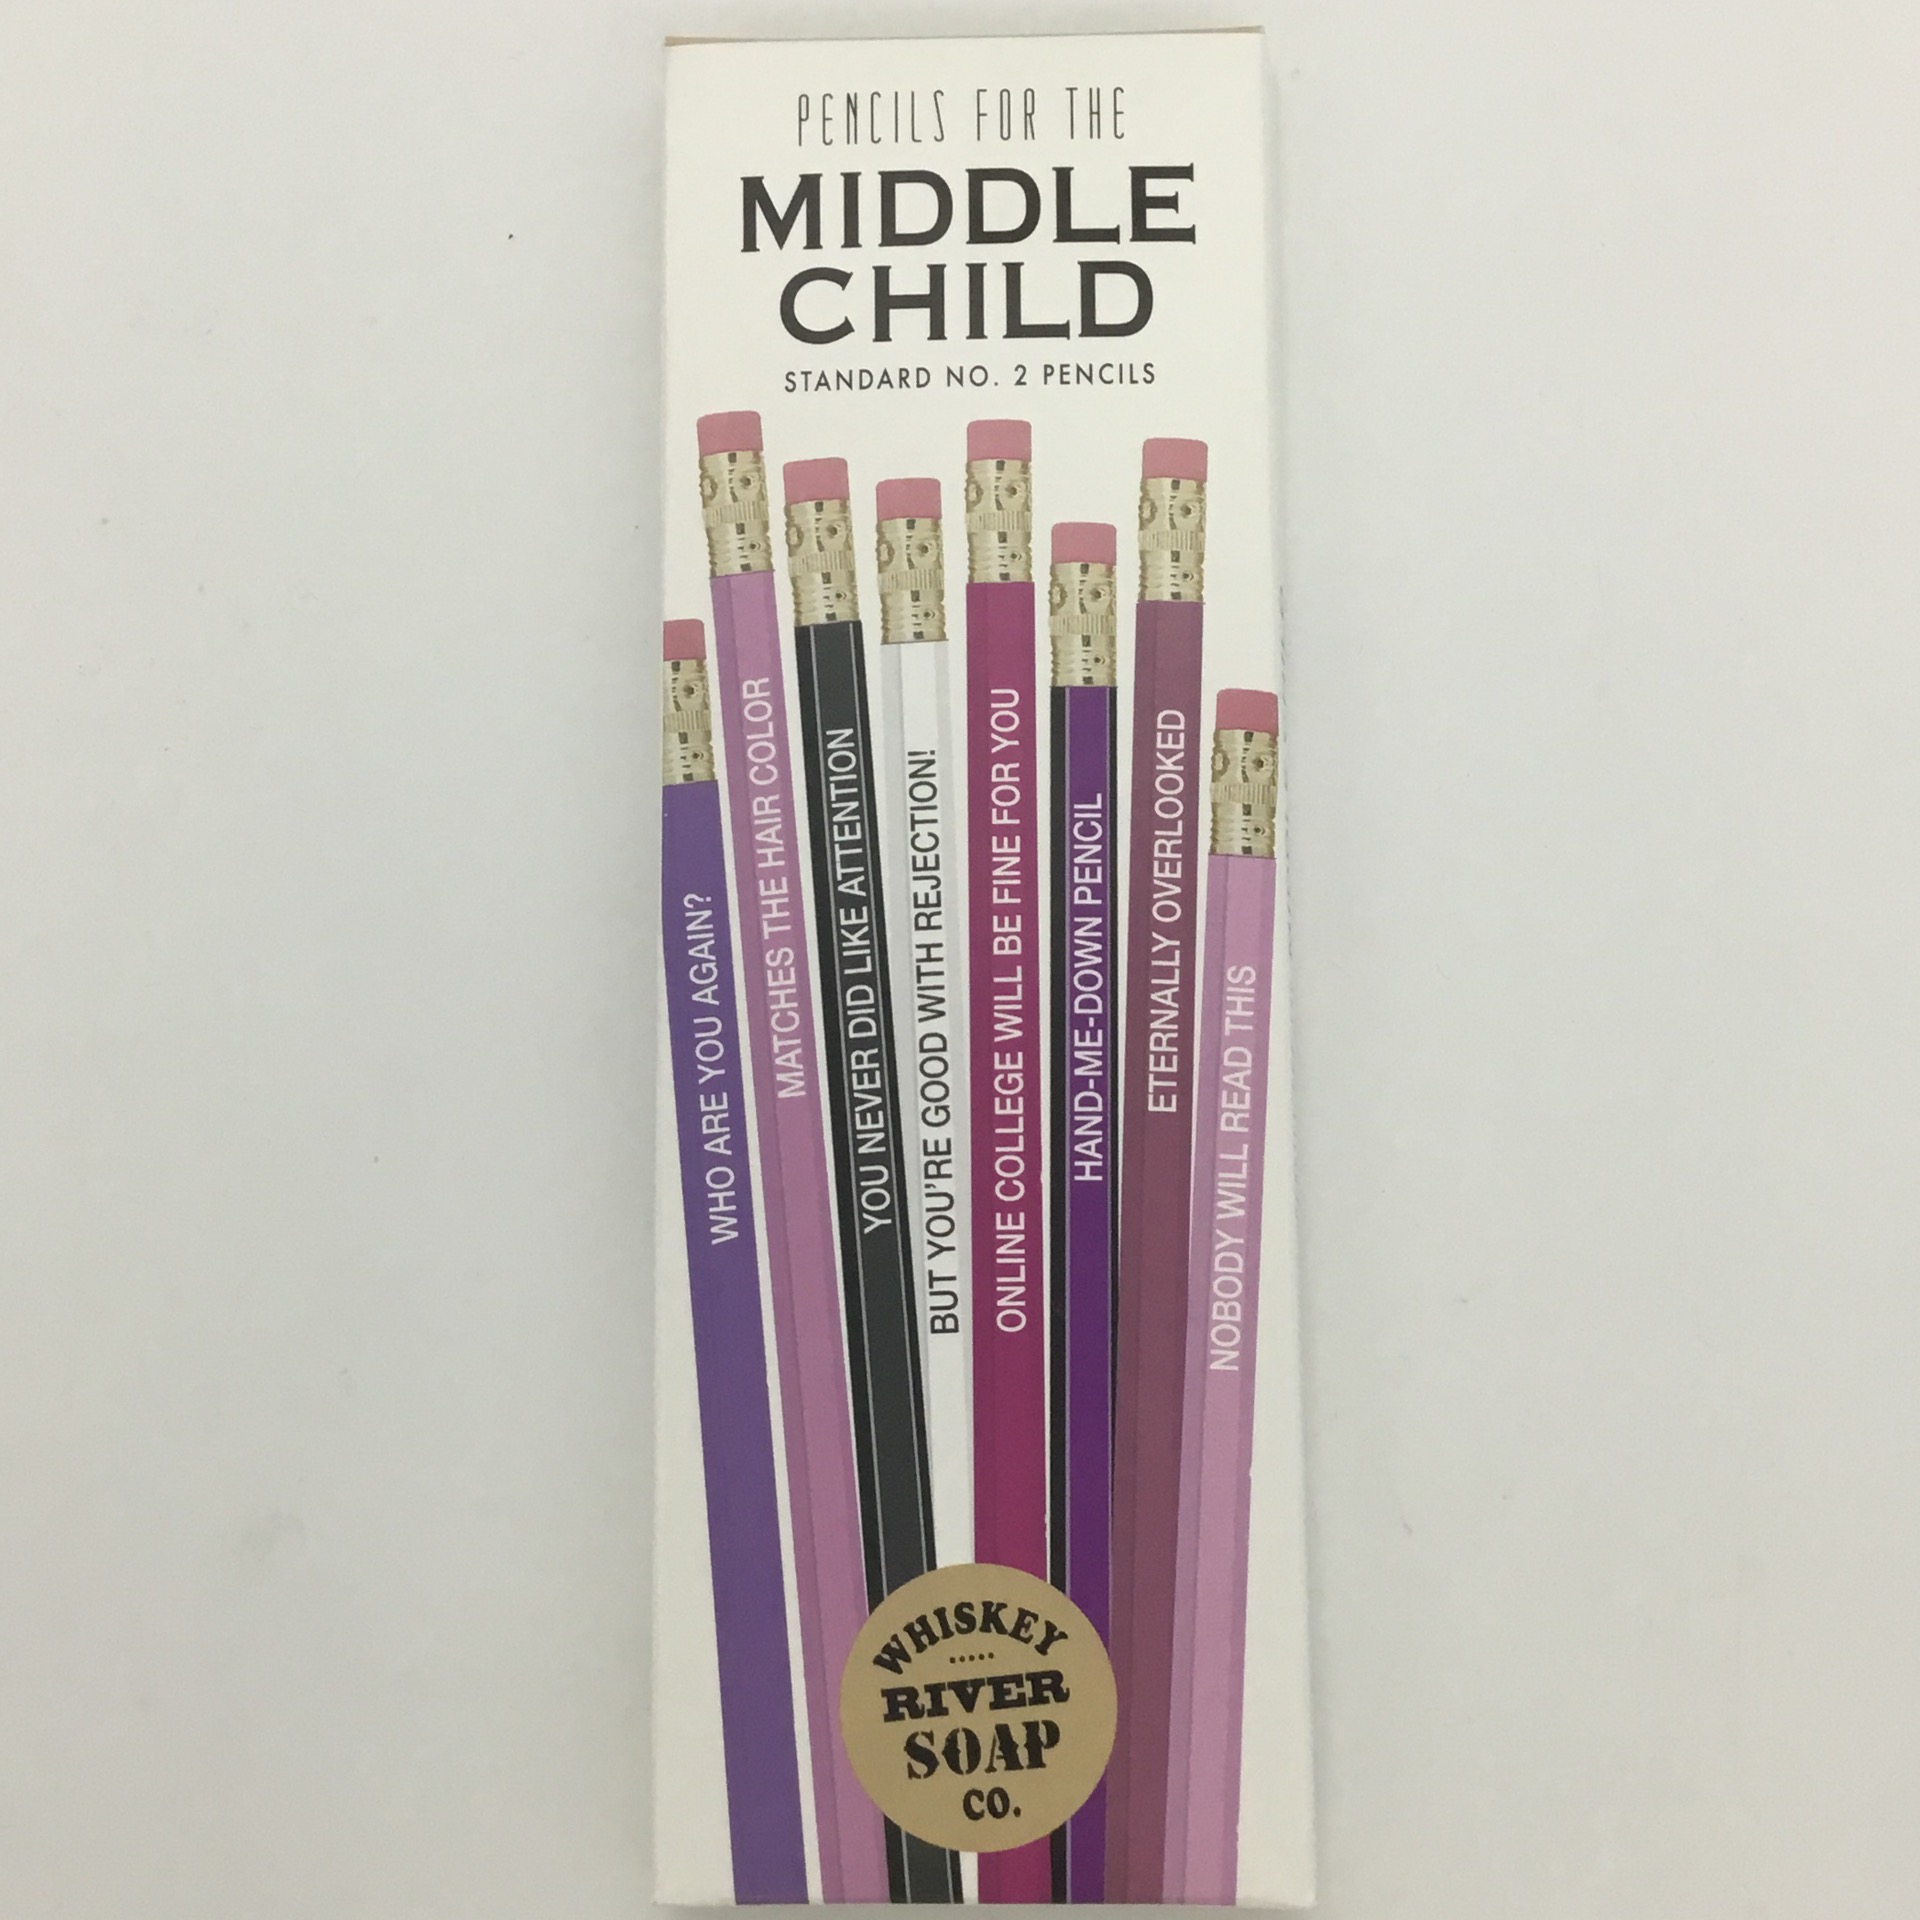 PENCILS FOR THE
MIDDLE
CHILD
STANDARD NO. 2 PENCILS
WHO ARE YOU AGAIN?
MATCHES THE HAIR COLOR
YOU NEVER DID LIKE ATTENTION
BUT YOU'RE GOOD WITH REJECTION!
ONLINE COLLEGE WILL BE FINE FOR YOU
HAND-ME-DOWN PENCIL
ETERNALLY OVERLOOKED
NOBODY WILL READ THIS
WHISKEY
RIVER
SOAP
CO.